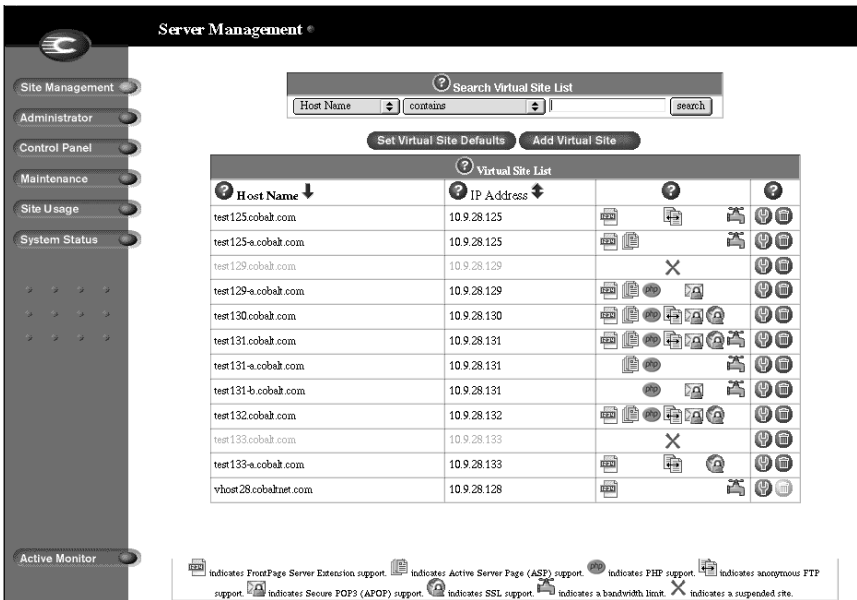 Server Management
Site Management
Administrator
Control Panel
Maintenance
Site Usage
System Status
Active Monitor
? Search Virtual Site List
Host Name contains search
Set Virtual Site Defaults Add Virtual Site
? Virtual Site List
? Host Name ? IP Address ? ?
test125.cobalt.com 10.9.28.125
test125-a.cobalt.com 10.9.28.125
test129.cobalt.com 10.9.28.129
test129-a.cobalt.com 10.9.28.129 php
test130.cobalt.com 10.9.28.130 php
test131.cobalt.com 10.9.28.131 php
test131-a.cobalt.com 10.9.28.131 php
test131-b.cobalt.com 10.9.28.131 php
test132.cobalt.com 10.9.28.132 php
test133.cobalt.com 10.9.28.133
test133-a.cobalt.com 10.9.28.133
vhost28.cobaltnet.com 10.9.28.128
indicates FrontPage Server Extension support. indicates Active Server Page (ASP) support. php indicates PHP support. indicates anonymous FTP
support. indicates Secure POP3 (APOP) support. indicates SSL support. indicates a bandwidth limit. indicates a suspended site.